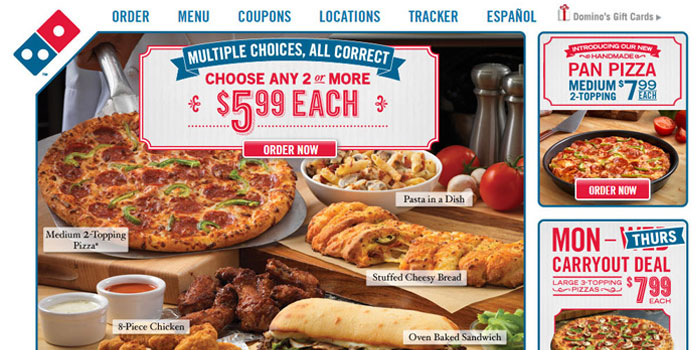 ORDER MENU COUPONS LOCATIONS TRACKER ESPAÑOL Domino's Gift Cards ▸
MULTIPLE CHOICES, ALL CORRECT
CHOOSE ANY 2 or MORE
$5.99 EACH
ORDER NOW
Medium 2-Topping
Pizza*
Pasta in a Dish
Stuffed Cheesy Bread
8-Piece Chicken
Oven Baked Sandwich
INTRODUCING OUR NEW
HANDMADE
PAN PIZZA
MEDIUM
2-TOPPING
$7.99
EACH
ORDER NOW
MON – WED THURS
CARRYOUT DEAL
LARGE 3-TOPPING
PIZZAS
$7.99
EACH